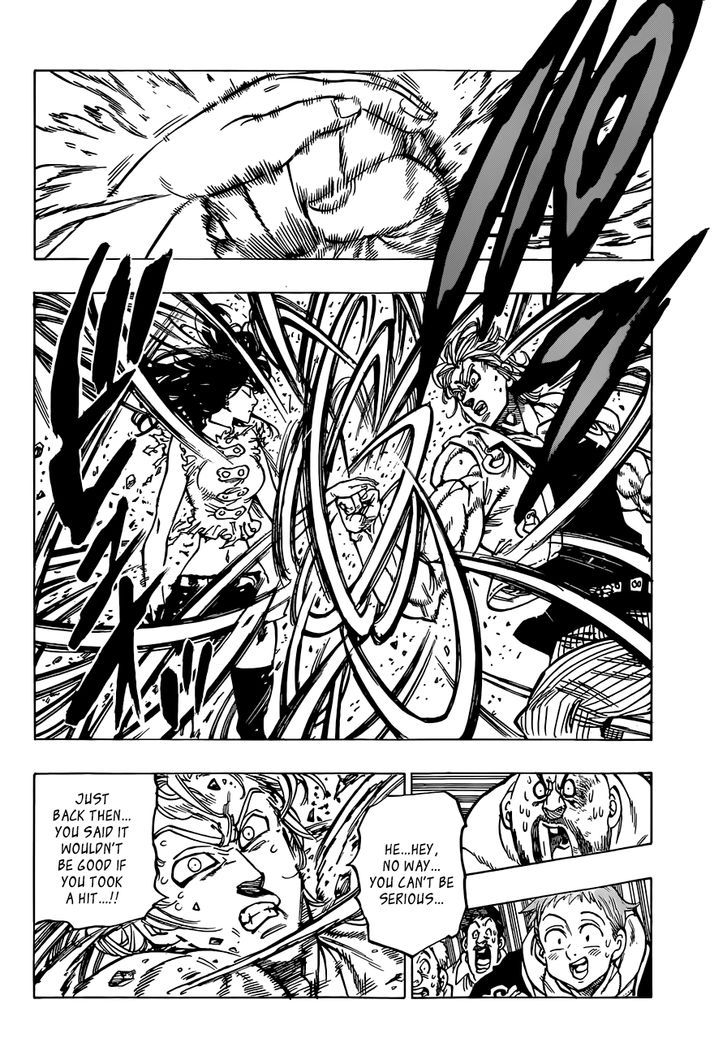 JUST
BACK THEN...
YOU SAID IT
WOULDN'T
BE GOOD IF
YOU TOOK
A HIT...!!
HE...HEY,
NO WAY...
YOU CAN'T BE
SERIOUS...